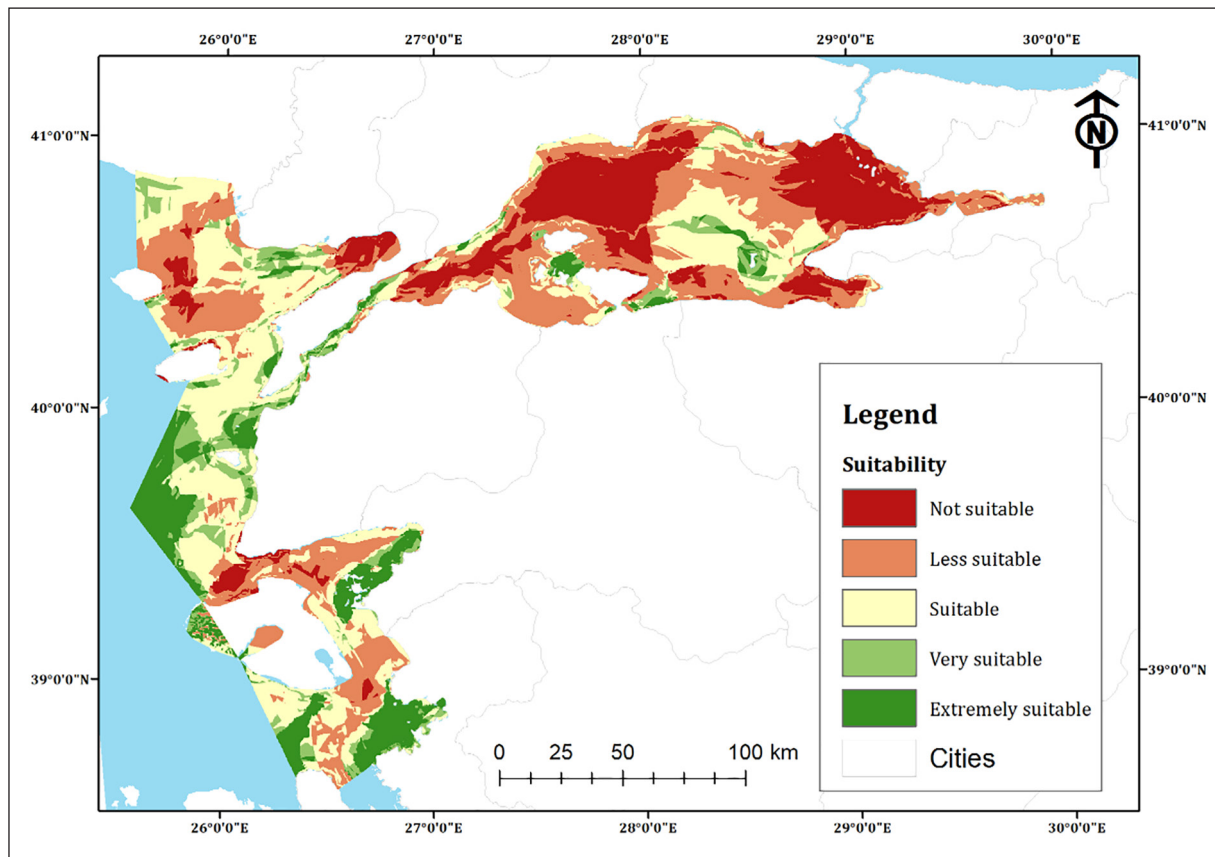 26°0'0"E 27°0'0"E 28°0'0"E 29°0'0"E 30°0'0"E
N
41°0'0"N 41°0'0"N
40°0'0"N 40°0'0"N
39°0'0"N 39°0'0"N
Legend
Suitability
Not suitable
Less suitable
Suitable
Very suitable
Extremely suitable
Cities
0 25 50 100 km
26°0'0"E 27°0'0"E 28°0'0"E 29°0'0"E 30°0'0"E